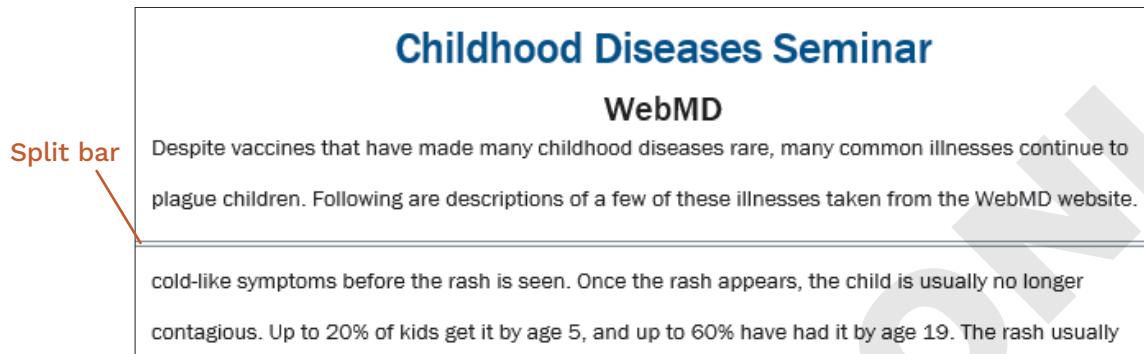 Childhood Diseases Seminar
WebMD
Split bar
Despite vaccines that have made many childhood diseases rare, many common illnesses continue to
plague children. Following are descriptions of a few of these illnesses taken from the WebMD website.
cold-like symptoms before the rash is seen. Once the rash appears, the child is usually no longer
contagious. Up to 20% of kids get it by age 5, and up to 60% have had it by age 19. The rash usually